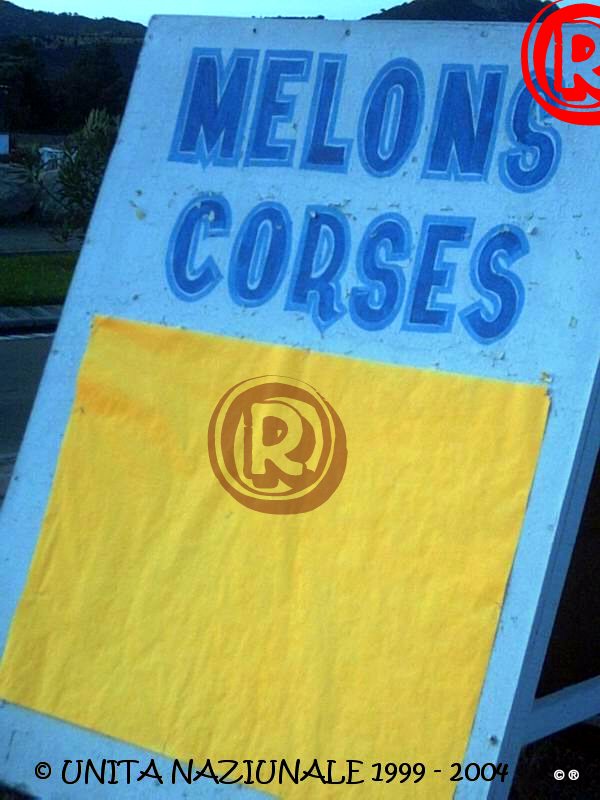 ®
MELONS
CORSES
®
© UNITA NAZIUNALE 1999 - 2004 ©®